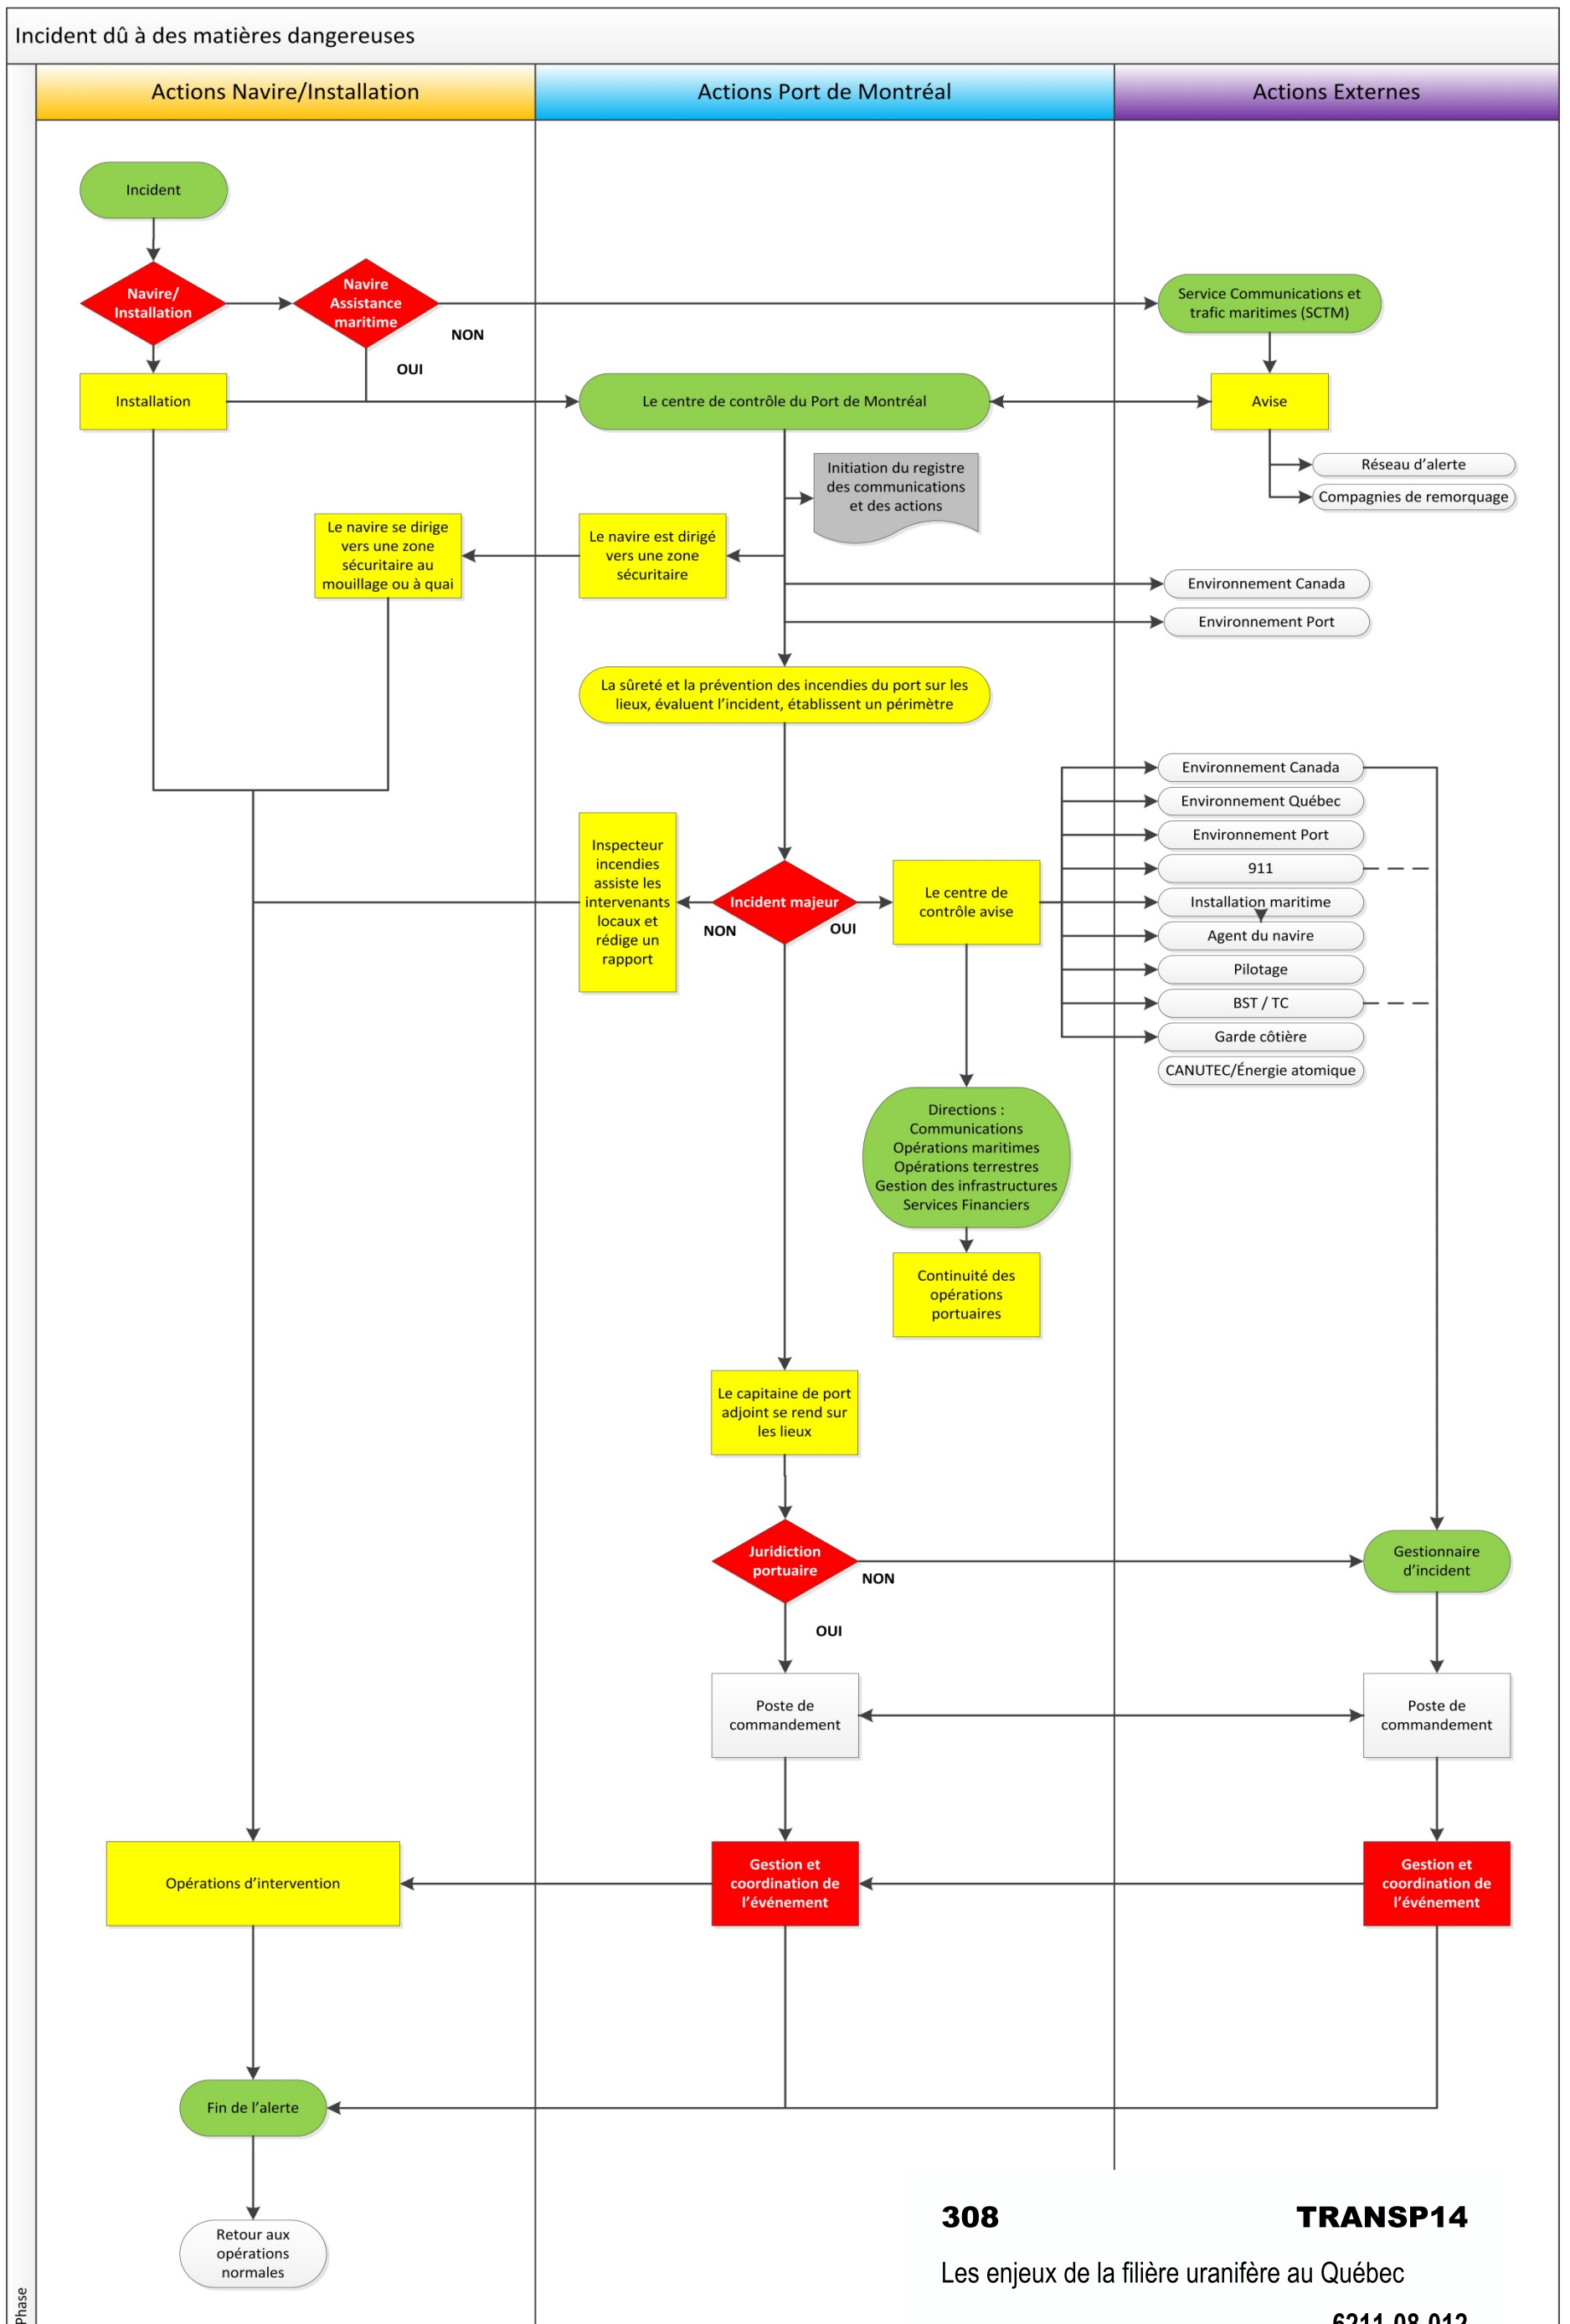 Incident dû à des matières dangereuses
Actions Navire/Installation
Actions Port de Montréal
Actions Externes
Incident
Navire/
Installation
Navire
Assistance
maritime
NON
OUI
Service Communications et
trafic maritimes (SCTM)
Installation
Le centre de contrôle du Port de Montréal
Avise
Réseau d'alerte
Compagnies de remorquage
Initiation du registre
des communications
et des actions
Le navire se dirige
vers une zone
sécuritaire au
mouillage ou à quai
Le navire est dirigé
vers une zone
sécuritaire
Environnement Canada
Environnement Port
La sûreté et la prévention des incendies du port sur les
lieux, évaluent l'incident, établissent un périmètre
Inspecteur
incendies
assiste les
intervenants
locaux et
rédige un
rapport
Incident majeur
NON
OUI
Le centre de
contrôle avise
Environnement Canada
Environnement Québec
Environnement Port
911
Installation maritime
Agent du navire
Pilotage
BST / TC
Garde côtière
CANUTEC/Énergie atomique
Directions :
Communications
Opérations maritimes
Opérations terrestres
Gestion des infrastructures
Services Financiers
Continuité des
opérations
portuaires
Le capitaine de port
adjoint se rend sur
les lieux
Juridiction
portuaire
NON
OUI
Gestionnaire
d'incident
Poste de
commandement
Poste de
commandement
Opérations d'intervention
Gestion et
coordination de
l'événement
Gestion et
coordination de
l'événement
Fin de l'alerte
Retour aux
opérations
normales
Phase
308 TRANSP14
Les enjeux de la filière uranifère au Québec
6211-08-012